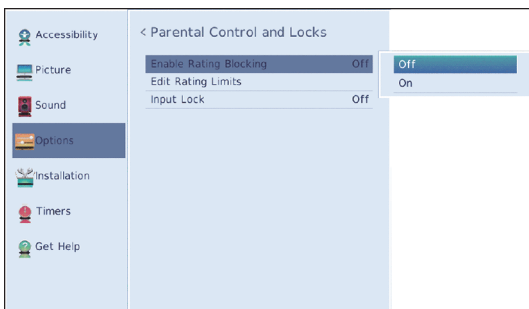 Accessibility
Picture
Sound
Options
Installation
Timers
Get Help
< Parental Control and Locks
Enable Rating Blocking Off
Edit Rating Limits
Input Lock Off
Off
On